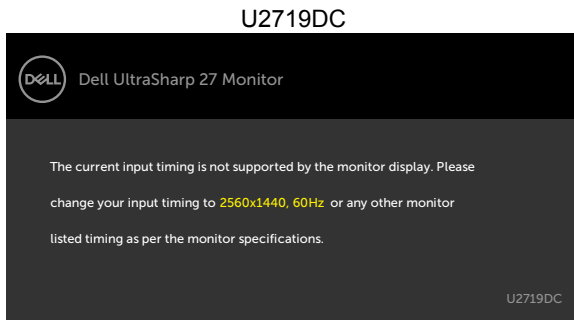 U2719DC
DELL Dell UltraSharp 27 Monitor
The current input timing is not supported by the monitor display. Please
change your input timing to 2560x1440, 60Hz or any other monitor
listed timing as per the monitor specifications.
U2719DC